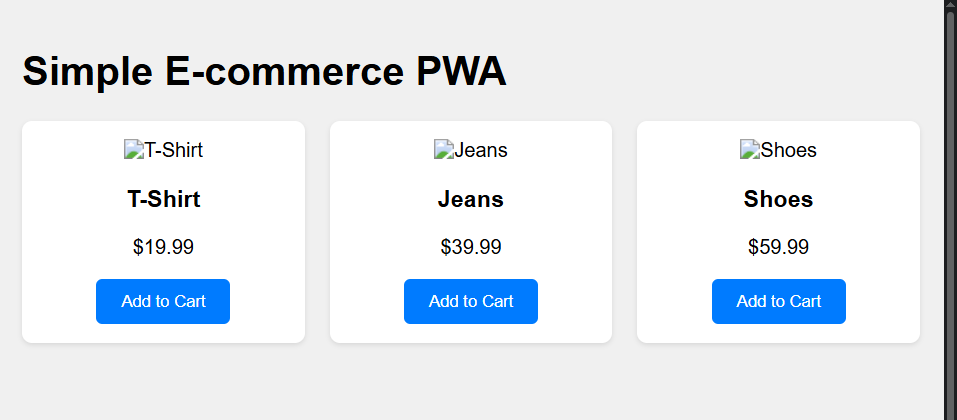 Simple E-commerce PWA
T-Shirt Jeans Shoes
T-Shirt Jeans Shoes
$19.99 $39.99 $59.99
Add to Cart Add to Cart Add to Cart